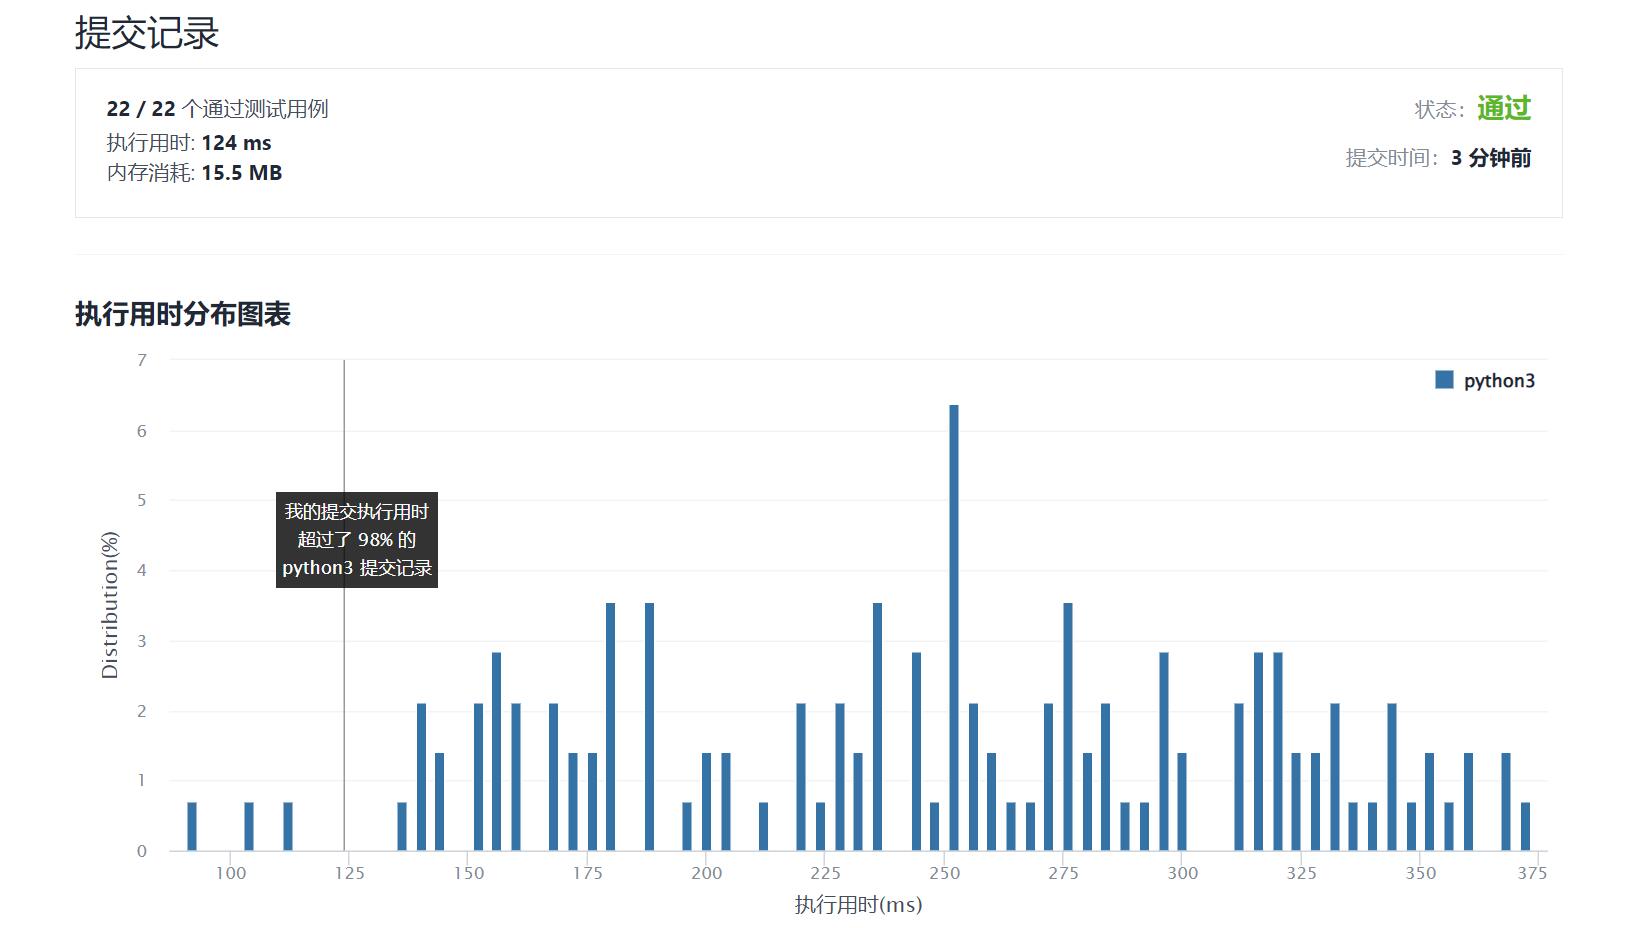 提交记录
22 / 22 个通过测试用例
状态：通过
执行用时: 124 ms
提交时间：3 分钟前
内存消耗: 15.5 MB
执行用时分布图表
7
python3
6
5
我的提交执行用时
超过了 98% 的
python3 提交记录
4
Distribution(%)
3
2
1
0
100 125 150 175 200 225 250 275 300 325 350 375
执行用时(ms)